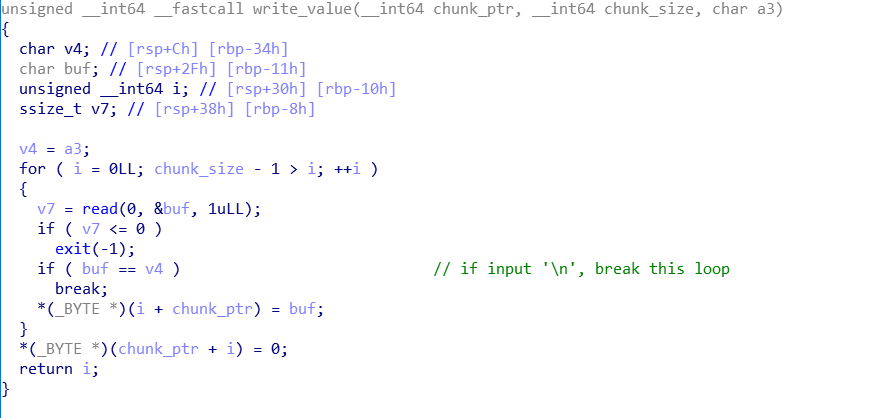 unsigned __int64 __fastcall write_value(__int64 chunk_ptr, __int64 chunk_size, char a3)
{
  char v4; // [rsp+Ch] [rbp-34h]
  char buf; // [rsp+2Fh] [rbp-11h]
  unsigned __int64 i; // [rsp+30h] [rbp-10h]
  ssize_t v7; // [rsp+38h] [rbp-8h]

  v4 = a3;
  for ( i = 0LL; chunk_size - 1 > i; ++i )
  {
    v7 = read(0, &buf, 1uLL);
    if ( v7 <= 0 )
      exit(-1);
    if ( buf == v4 )                              // if input '\n', break this loop
      break;
    *(_BYTE *)(i + chunk_ptr) = buf;
  }
  *(_BYTE *)(chunk_ptr + i) = 0;
  return i;
}